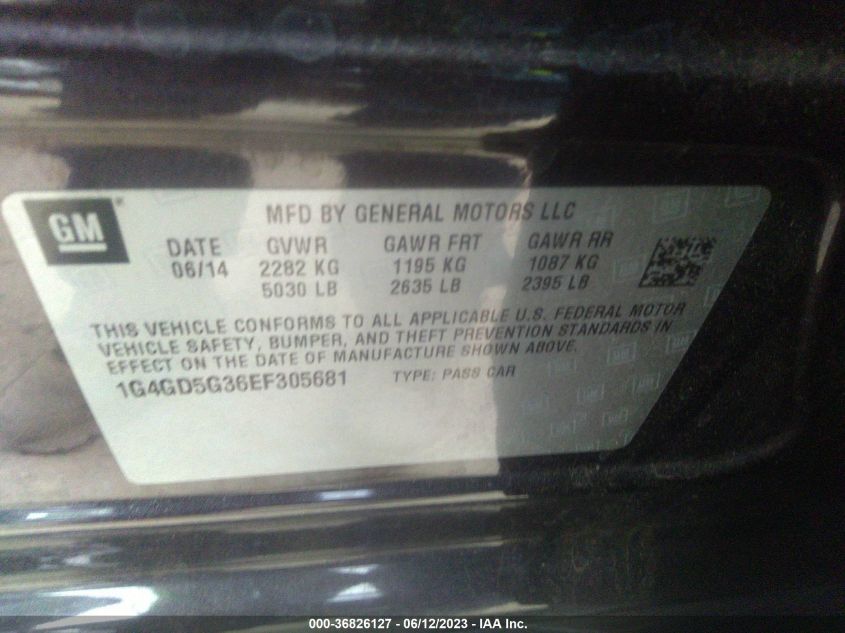 GM
MFD BY GENERAL MOTORS LLC
DATE GVWR GAWR FRT GAWR RR
06/14 2282 KG 1195 KG 1087 KG
5030 LB 2635 LB 2395 LB
THIS VEHICLE CONFORMS TO ALL APPLICABLE U.S. FEDERAL MOTOR
VEHICLE SAFETY, BUMPER, AND THEFT PREVENTION STANDARDS IN
EFFECT ON THE DATE OF MANUFACTURE SHOWN ABOVE.
1G4GD5G36EF305681 TYPE: PASS CAR
000-36826127 - 06/12/2023 - IAA Inc.